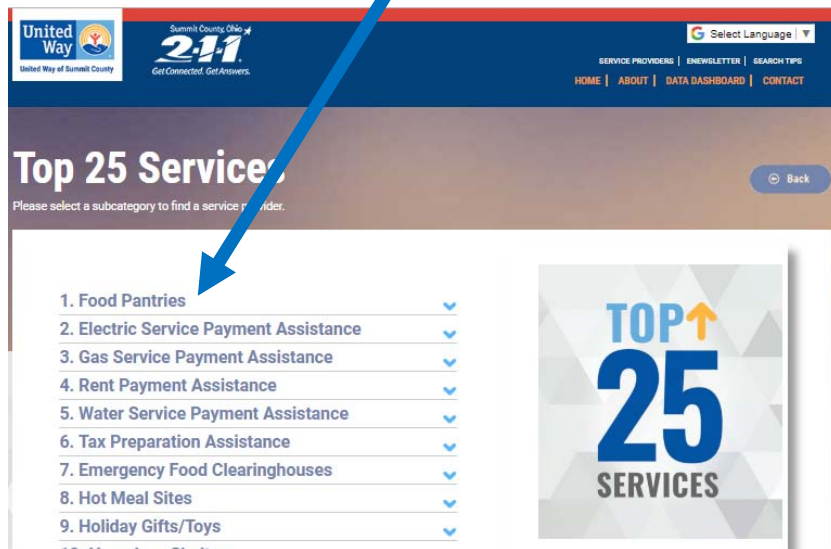 United
Way
United Way of Summit County
Summit County, Ohio
2-1-1
Get Connected. Get Answers.
Select Language
SERVICE PROVIDERS | ENEWSLETTER | SEARCH TIPS
HOME | ABOUT | DATA DASHBOARD | CONTACT
Top 25 Services
Back
Please select a subcategory to find a service
1. Food Pantries
2. Electric Service Payment Assistance
3. Gas Service Payment Assistance
4. Rent Payment Assistance
5. Water Service Payment Assistance
6. Tax Preparation Assistance
7. Emergency Food Clearinghouses
8. Hot Meal Sites
9. Holiday Gifts/Toys
TOP
25
SERVICES